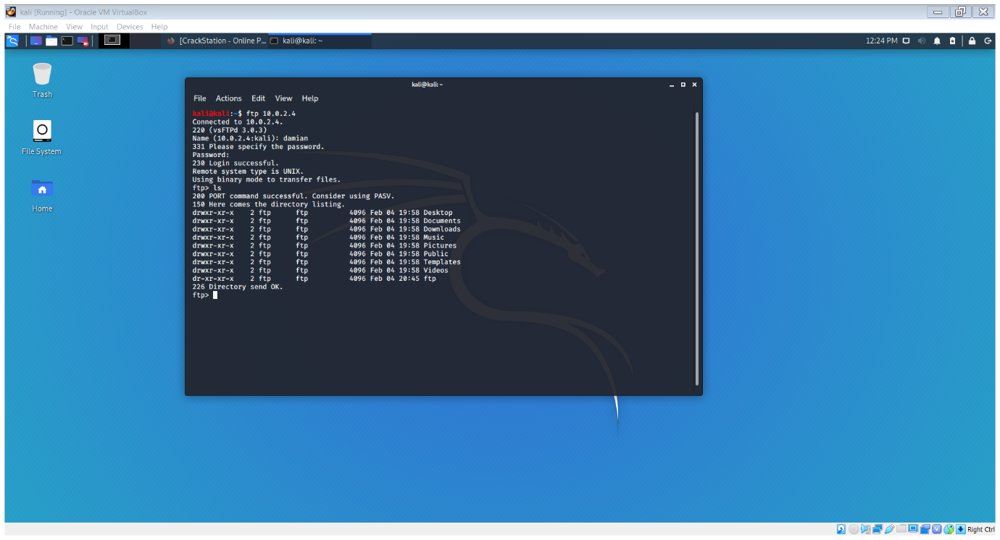 kali [Running] - Oracle VM VirtualBox
File Machine View Input Devices Help
[CrackStation - Online P... kali@kali: ~ 12:24 PM
Trash
File System
Home
kali@kali:~
File Actions Edit View Help
kali@kali:~$ ftp 10.0.2.4
Connected to 10.0.2.4.
220 (vsFTPd 3.0.3)
Name (10.0.2.4:kali): damian
331 Please specify the password.
Password:
230 Login successful.
Remote system type is UNIX.
Using binary mode to transfer files.
ftp> ls
200 PORT command successful. Consider using PASV.
150 Here comes the directory listing.
drwxr-xr-x    2 ftp      ftp          4096 Feb 04 19:58 Desktop
drwxr-xr-x    2 ftp      ftp          4096 Feb 04 19:58 Documents
drwxr-xr-x    2 ftp      ftp          4096 Feb 04 19:58 Downloads
drwxr-xr-x    2 ftp      ftp          4096 Feb 04 19:58 Music
drwxr-xr-x    2 ftp      ftp          4096 Feb 04 19:58 Pictures
drwxr-xr-x    2 ftp      ftp          4096 Feb 04 19:58 Public
drwxr-xr-x    2 ftp      ftp          4096 Feb 04 19:58 Templates
drwxr-xr-x    2 ftp      ftp          4096 Feb 04 19:58 Videos
dr-xr-xr-x    2 ftp      ftp          4096 Feb 04 20:45 ftp
226 Directory send OK.
ftp>
Right Ctrl